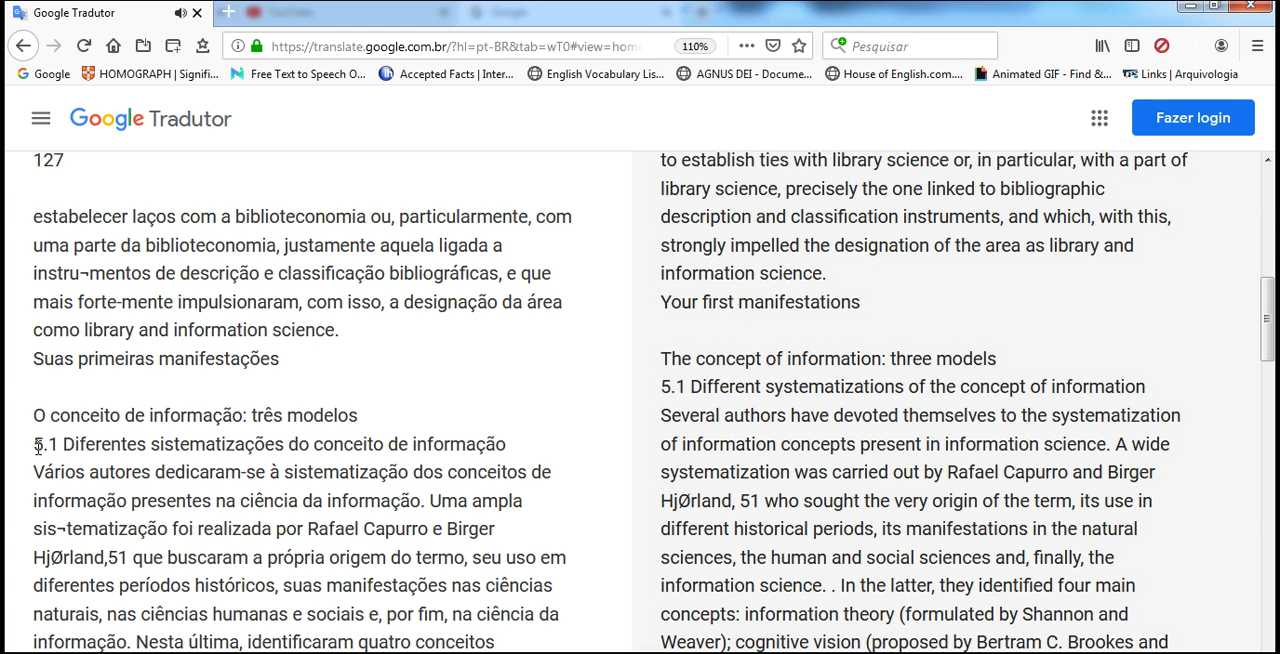 Google Tradutor
YouTube
Google
https://translate.google.com.br/?hl=pt-BR&tab=wT0#view=hom
110%
Pesquisar
Google
HOMOGRAPH | Signifi...
Free Text to Speech O...
Accepted Facts | Inter...
English Vocabulary Lis...
AGNUS DEI - Docume...
House of English.com....
Animated GIF - Find &...
Links | Arquivologia
Google Tradutor
Fazer login
127
estabelecer laços com a biblioteconomia ou, particularmente, com
uma parte da biblioteconomia, justamente aquela ligada a
instru¬mentos de descrição e classificação bibliográficas, e que
mais forte-mente impulsionaram, com isso, a designação da área
como library and information science.
Suas primeiras manifestações
O conceito de informação: três modelos
5.1 Diferentes sistematizações do conceito de informação
Vários autores dedicaram-se à sistematização dos conceitos de
informação presentes na ciência da informação. Uma ampla
sis¬tematização foi realizada por Rafael Capurro e Birger
HjØrland,51 que buscaram a própria origem do termo, seu uso em
diferentes períodos históricos, suas manifestações nas ciências
naturais, nas ciências humanas e sociais e, por fim, na ciência da
informação. Nesta última, identificaram quatro conceitos
to establish ties with library science or, in particular, with a part of
library science, precisely the one linked to bibliographic
description and classification instruments, and which, with this,
strongly impelled the designation of the area as library and
information science.
Your first manifestations
The concept of information: three models
5.1 Different systematizations of the concept of information
Several authors have devoted themselves to the systematization
of information concepts present in information science. A wide
systematization was carried out by Rafael Capurro and Birger
HjØrland, 51 who sought the very origin of the term, its use in
different historical periods, its manifestations in the natural
sciences, the human and social sciences and, finally, the
information science. . In the latter, they identified four main
concepts: information theory (formulated by Shannon and
Weaver); cognitive vision (proposed by Bertram C. Brookes and